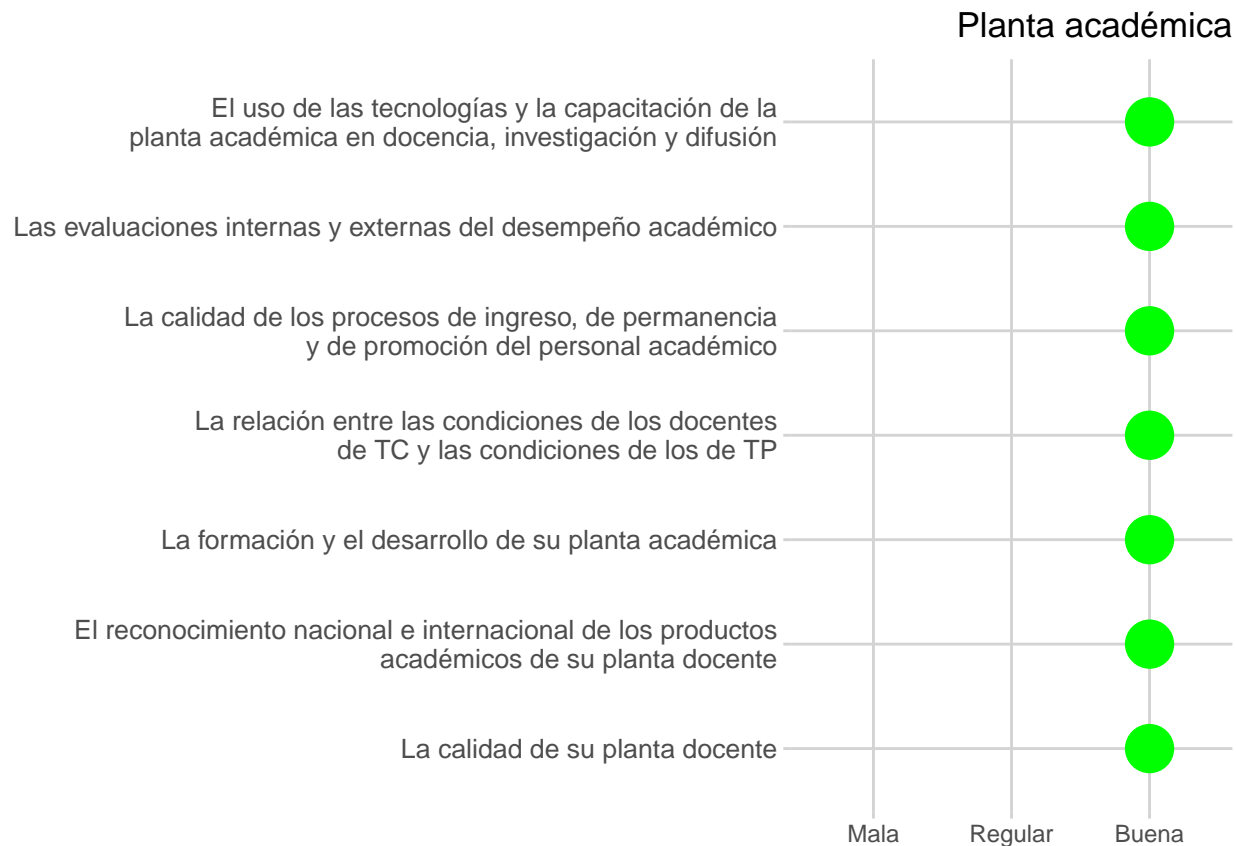 Planta académica
El uso de las tecnologías y la capacitación de la
planta académica en docencia, investigación y difusión
Las evaluaciones internas y externas del desempeño académico
La calidad de los procesos de ingreso, de permanencia
y de promoción del personal académico
La relación entre las condiciones de los docentes
de TC y las condiciones de los de TP
La formación y el desarrollo de su planta académica
El reconocimiento nacional e internacional de los productos
académicos de su planta docente
La calidad de su planta docente
Mala Regular Buena